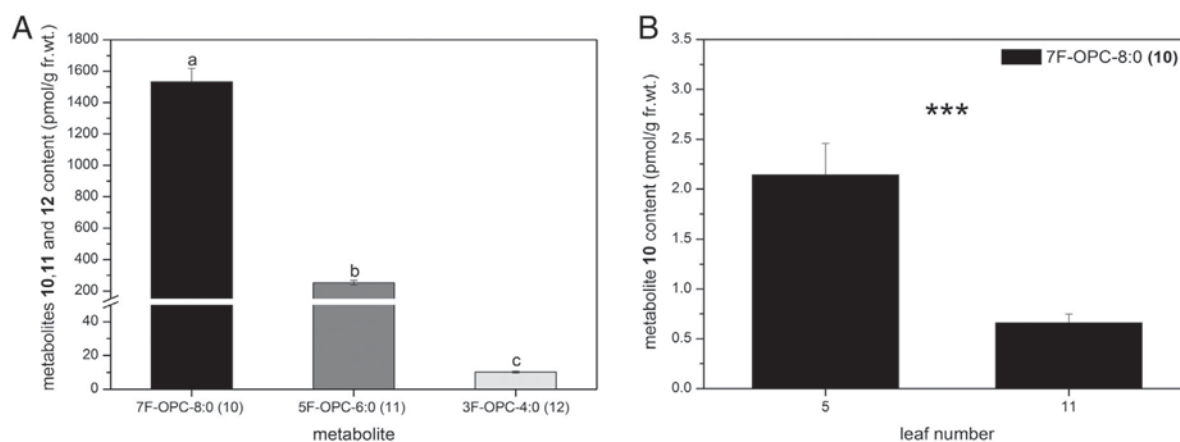 A
metabolites 10,11 and 12 content (pmol/g fr.wt.)
1800
1600
1400
1200
1000
800
600
400
200
40
20
0
a
b
c
7F-OPC-8:0 (10)
5F-OPC-6:0 (11)
3F-OPC-4:0 (12)
metabolite
B
metabolite 10 content (pmol/g fr.wt.)
3.5
3.0
2.5
2.0
1.5
1.0
0.5
0.0
7F-OPC-8:0 (10)
***
5
11
leaf number